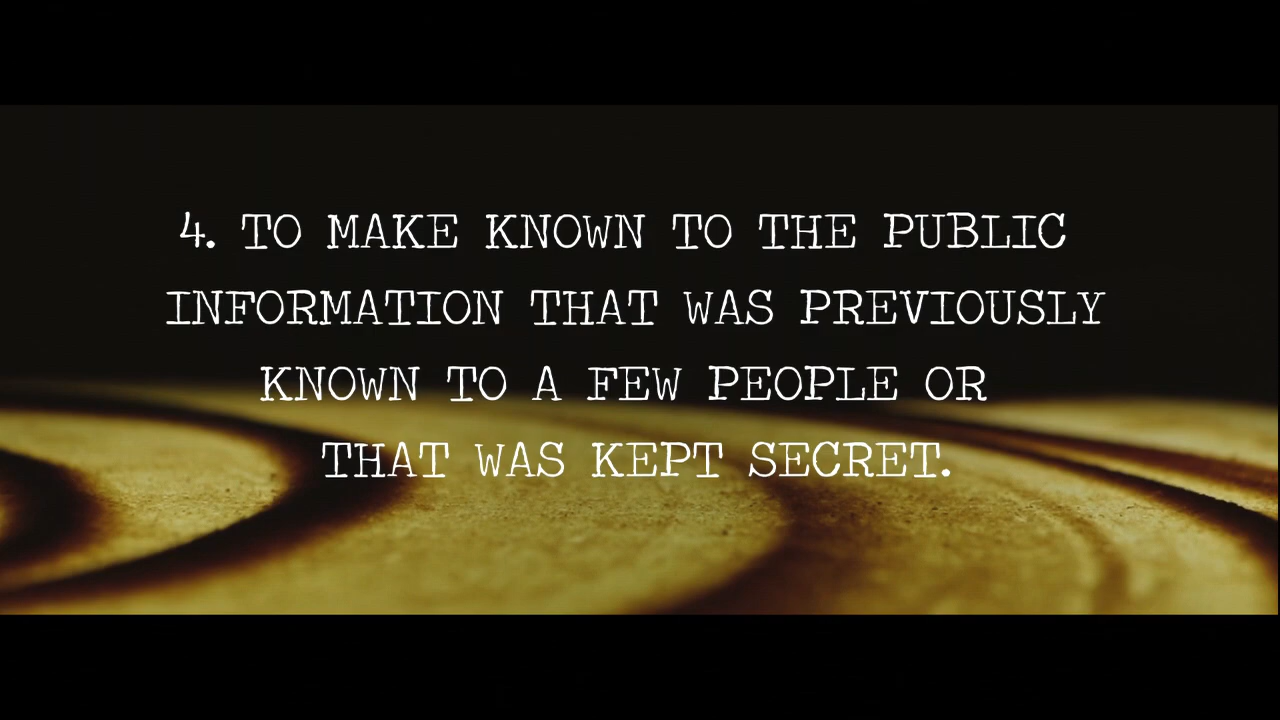 4. TO MAKE KNOWN TO THE PUBLIC
INFORMATION THAT WAS PREVIOUSLY
KNOWN TO A FEW PEOPLE OR
THAT WAS KEPT SECRET.